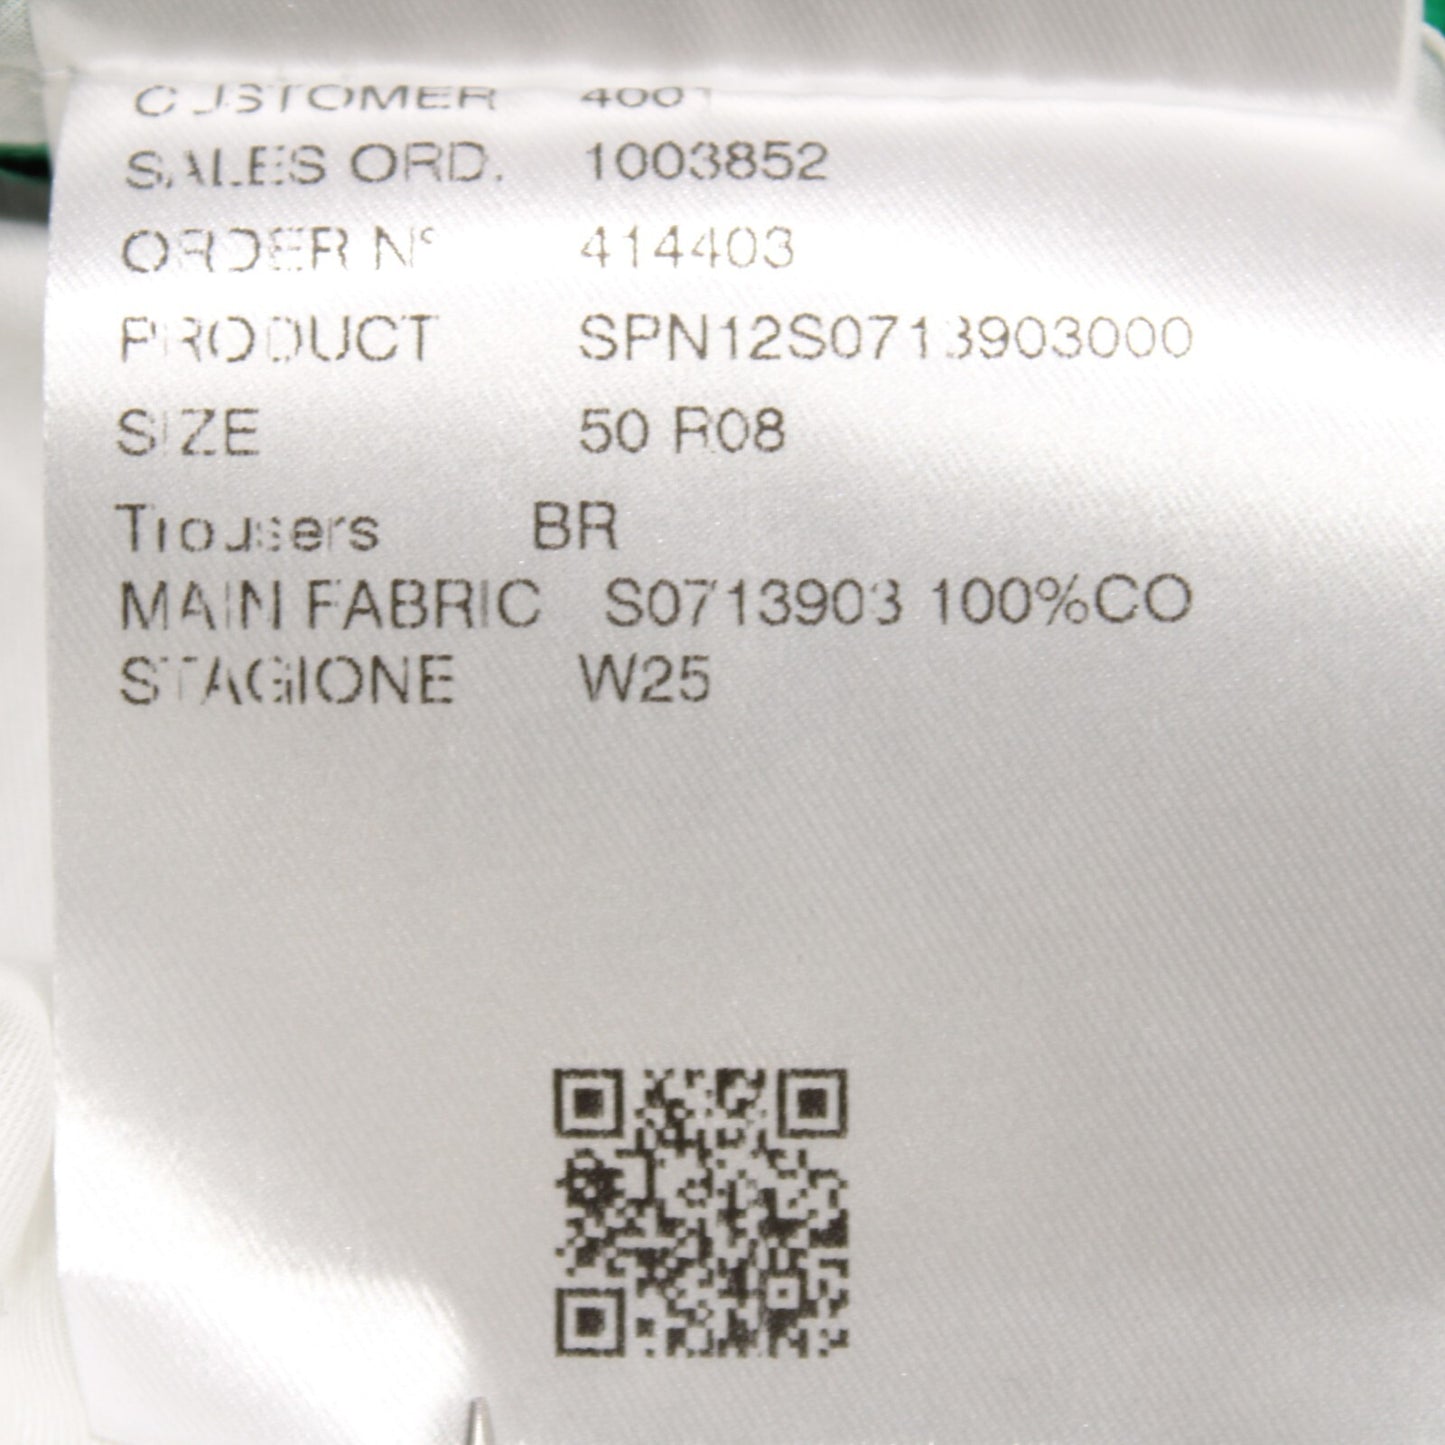 CUSTOMER 4001
SALES ORD. 1003852
ORDER N° 414403
PRODUCT SPN12S0713903000
SIZE 50 R08
Trousers BR
MAIN FABRIC S0713903 100%CO
STAGIONE W25